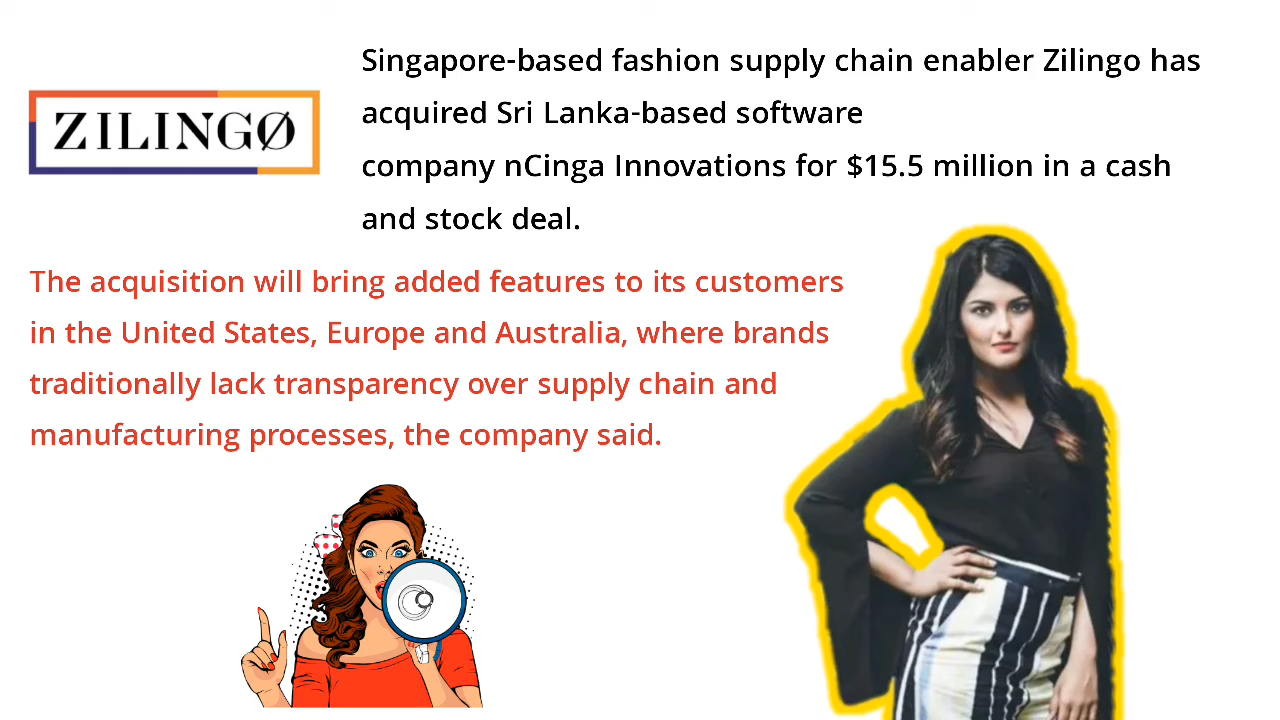 ZILINGØ
Singapore-based fashion supply chain enabler Zilingo has
acquired Sri Lanka-based software
company nCinga Innovations for $15.5 million in a cash
and stock deal.
The acquisition will bring added features to its customers
in the United States, Europe and Australia, where brands
traditionally lack transparency over supply chain and
manufacturing processes, the company said.